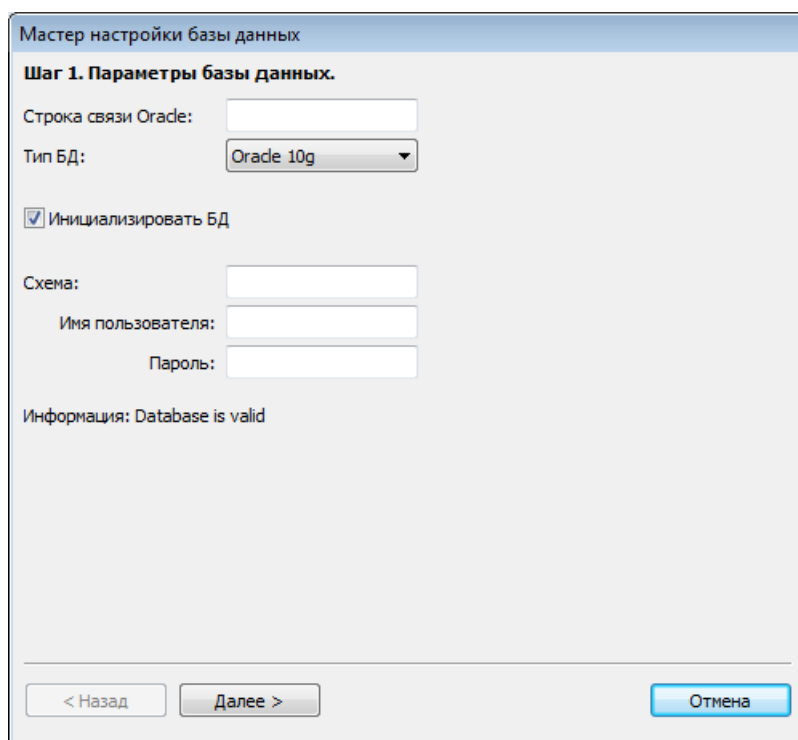 Мастер настройки базы данных
Шаг 1. Параметры базы данных.
Строка связи Oracle:
Тип БД: Oracle 10g
Инициализировать БД
Схема:
Имя пользователя:
Пароль:
Информация: Database is valid
< Назад Далее > Отмена